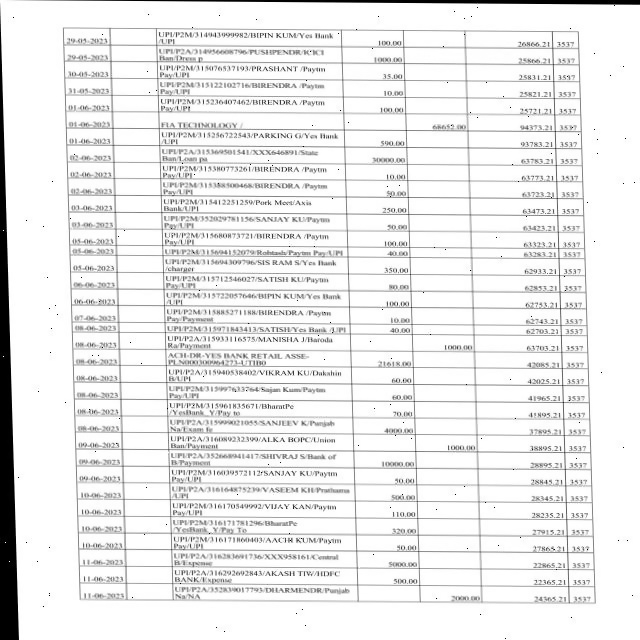 UPI/P2M/314943999982/BIPIN KUM/Yes Bank
29-05-2023 /UPI 100.00 26866.21 3537
UPI/P2A/314956608796/PUSHPENDR/ICICI
29-05-2023 Ban/Dress p 1000.00 25866.21 3537
UPI/P2M/315076537193/PRASHANT /Paytm
30-05-2023 Pay/UPI 35.00 25831.21 3537
UPI/P2M/315122102716/BIRENDRA /Paytm
31-05-2023 Pay/UPI 10.00 25821.21 3537
UPI/P2M/315236407462/BIRENDRA /Paytm
01-06-2023 Pay/UPI 100.00 25721.21 3537
01-06-2023 FIA TECHNOLOGY / 68652.00 94373.21 3537
UPI/P2M/315256722543/PARKING G/Yes Bank
01-06-2023 /UPI 590.00 93783.21 3537
UPI/P2A/315369501541/XXX646891/State
02-06-2023 Ban/Loan pa 30000.00 63783.21 3537
UPI/P2M/315380773261/BIRENDRA /Paytm
02-06-2023 Pay/UPI 10.00 63773.21 3537
UPI/P2M/315388500468/BIRENDRA /Paytm
02-06-2023 Pay/UPI 50.00 63723.21 3537
UPI/P2M/315412251259/Pork Meet/Axis
03-06-2023 Bank/UPI 250.00 63473.21 3537
UPI/P2M/352029781156/SANJAY KU/Paytm
03-06-2023 Pay/UPI 50.00 63423.21 3537
UPI/P2M/315680873721/BIRENDRA /Paytm
05-06-2023 Pay/UPI 100.00 63323.21 3537
05-06-2023 UPI/P2M/315694152079/Rohtash/Paytm Pay/UPI 40.00 63283.21 3537
UPI/P2M/315694309796/SIS RAM S/Yes Bank
05-06-2023 /charger 350.00 62933.21 3537
UPI/P2M/315712546027/SATISH KU/Paytm
06-06-2023 Pay/UPI 80.00 62853.21 3537
UPI/P2M/315722057646/BIPIN KUM/Yes Bank
06-06-2023 /UPI 100.00 62753.21 3537
UPI/P2M/315885271188/BIRENDRA /Paytm
07-06-2023 Pay/Payment 10.00 62743.21 3537
08-06-2023 UPI/P2M/315971843413/SATISH/Yes Bank /UPI 40.00 62703.21 3537
UPI/P2A/315933116575/MANISHA J/Baroda
08-06-2023 Ra/Payment 1000.00 63703.21 3537
ACH-DR-YES BANK RETAIL ASSE-
08-06-2023 PLN000300964273-UTIB0 21618.00 42085.21 3537
UPI/P2A/315940538402/VIKRAM KU/Dakshin
08-06-2023 B/UPI 60.00 42025.21 3537
UPI/P2M/315997633764/Sajan Kum/Paytm
08-06-2023 Pay/UPI 60.00 41965.21 3537
UPI/P2M/315961835671/BharatPe
08-06-2023 /YesBank_Y/Pay to 70.00 41895.21 3537
UPI/P2A/315999021055/SANJEEV K/Punjab
08-06-2023 Na/Exam fe 4000.00 37895.21 3537
UPI/P2A/316089232399/ALKA BOPC/Union
09-06-2023 Ban/Payment 1000.00 38895.21 3537
UPI/P2A/352668941417/SHIVRAJ S/Bank of
09-06-2023 B/Payment 10000.00 28895.21 3537
UPI/P2M/316039572112/SANJAY KU/Paytm
09-06-2023 Pay/UPI 50.00 28845.21 3537
UPI/P2A/316164875239/VASEEM KH/Prathama
10-06-2023 /UPI 500.00 28345.21 3537
UPI/P2M/316170549992/VIJAY KAN/Paytm
10-06-2023 Pay/UPI 110.00 28235.21 3537
UPI/P2M/316171781296/BharatPe
10-06-2023 /YesBank_Y/Pay To 320.00 27915.21 3537
UPI/P2M/316171860403/AACIR KUM/Paytm
10-06-2023 Pay/UPI 50.00 27865.21 3537
UPI/P2A/316283691736/XXX958161/Central
11-06-2023 B/Expense 5000.00 22865.21 3537
UPI/P2A/316292692843/AKASH TIW/HDFC
11-06-2023 BANK/Expense 500.00 22365.21 3537
UPI/P2A/352839017793/DHARMENDR/Punjab
11-06-2023 Na/NA 2000.00 24365.21 3537